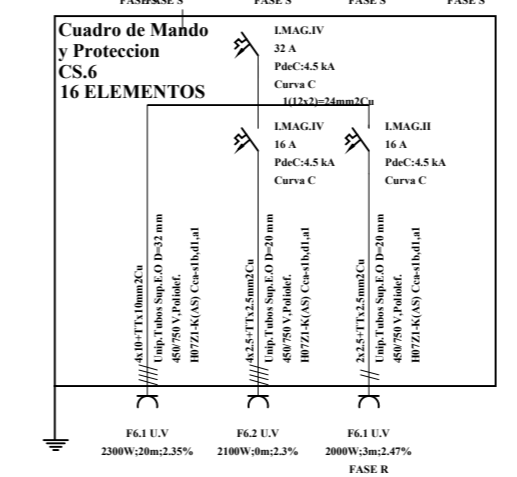 FASE S
FASE S
FASE S
FASE S
Cuadro de Mando
y Proteccion
CS.6
16 ELEMENTOS
I.MAG.IV
32 A
PdeC:4.5 kA
Curva C
1(12x2)=24mm2Cu
I.MAG.IV
16 A
PdeC:4.5 kA
Curva C
I.MAG.II
16 A
PdeC:4.5 kA
Curva C
4x10+TTx10mm2Cu
Unip.Tubos Sup.E.O D=32 mm
450/750 V,Poliolef.
H07Z1-K(AS) Cca-s1b,d1,a1
4x2.5+TTx2.5mm2Cu
Unip.Tubos Sup.E.O D=20 mm
450/750 V,Poliolef.
H07Z1-K(AS) Cca-s1b,d1,a1
2x2.5+TTx2.5mm2Cu
Unip.Tubos Sup.E.O D=20 mm
450/750 V,Poliolef.
H07Z1-K(AS) Cca-s1b,d1,a1
F6.1 U.V
2300W;20m;2.35%
F6.2 U.V
2100W;0m;2.3%
F6.1 U.V
2000W;3m;2.47%
FASE R